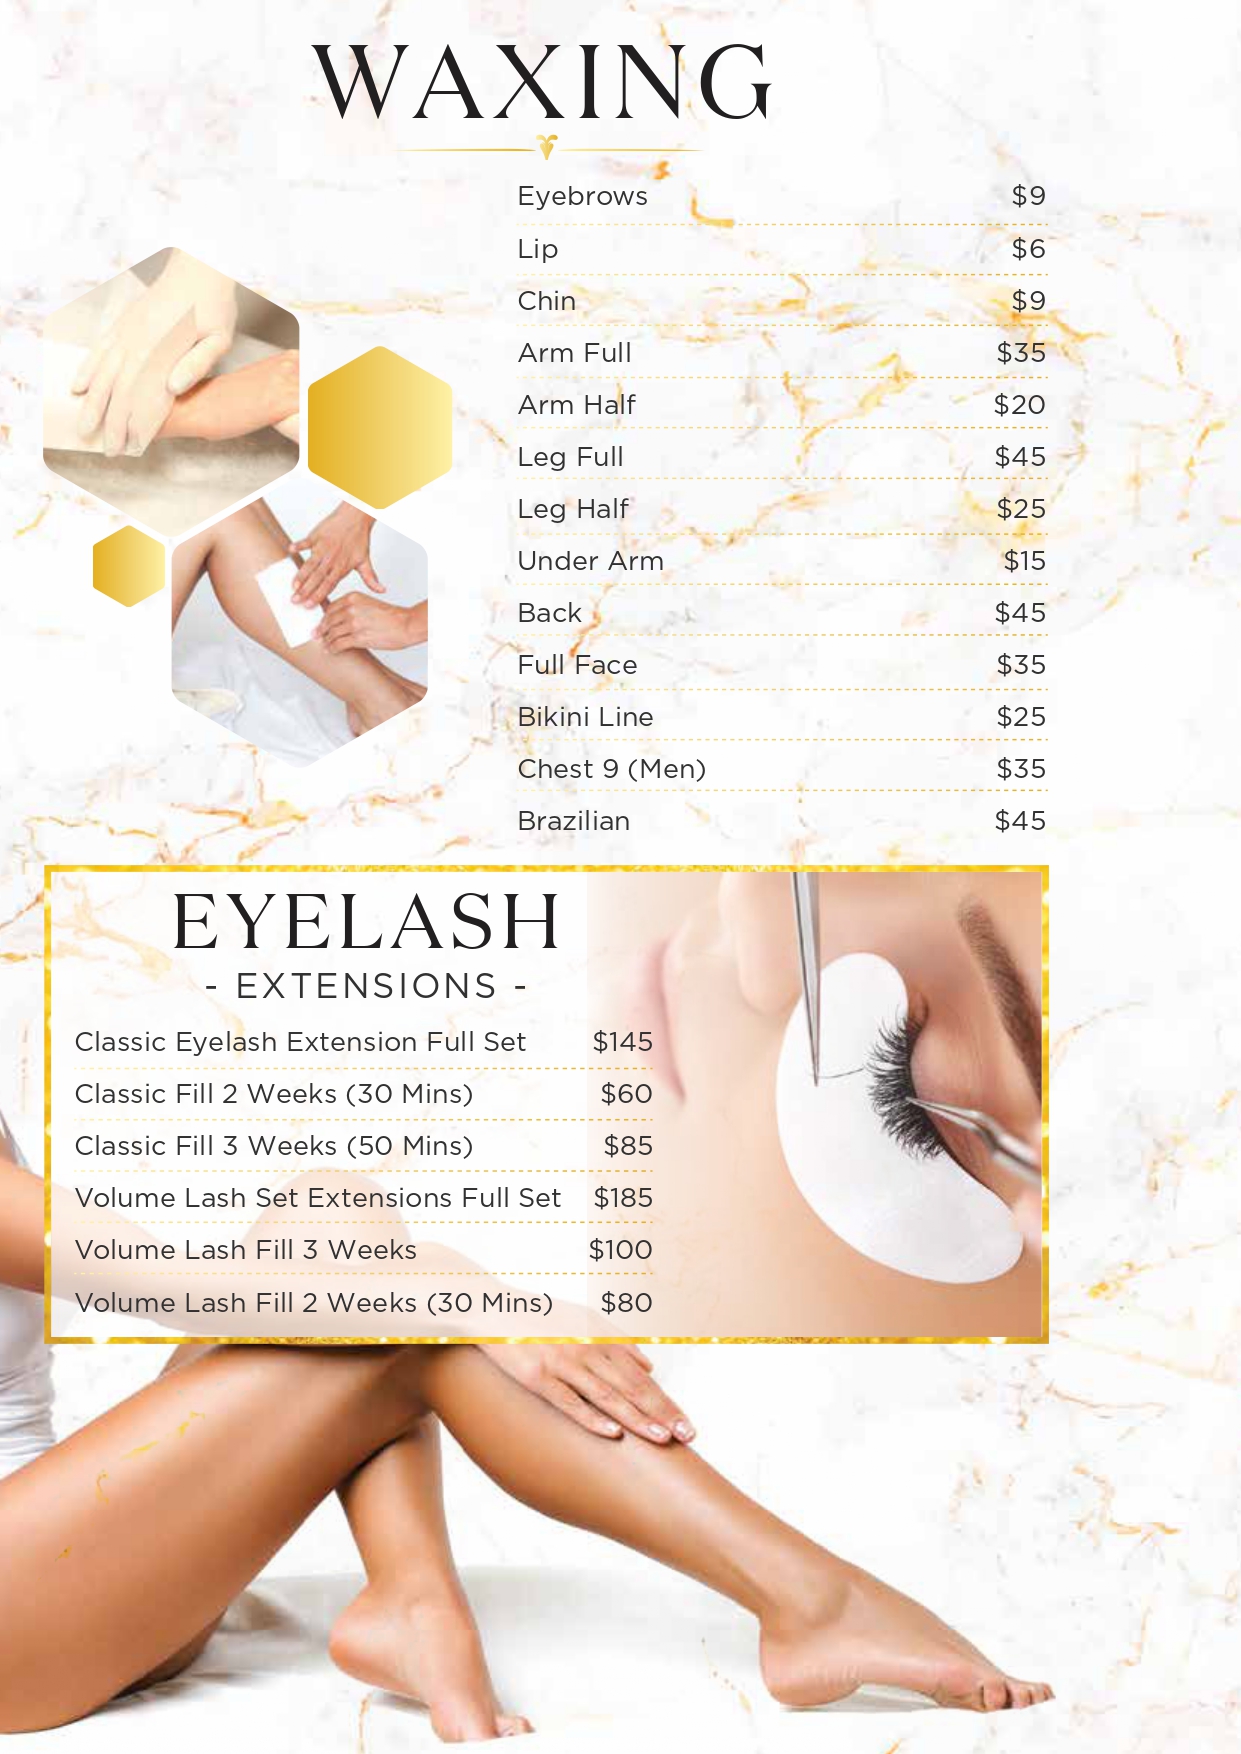 WAXING
Eyebrows $9
Lip $6
Chin $9
Arm Full $35
Arm Half $20
Leg Full $45
Leg Half $25
Under Arm $15
Back $45
Full Face $35
Bikini Line $25
Chest 9 (Men) $35
Brazilian $45
EYELASH
- EXTENSIONS -
Classic Eyelash Extension Full Set $145
Classic Fill 2 Weeks (30 Mins) $60
Classic Fill 3 Weeks (50 Mins) $85
Volume Lash Set Extensions Full Set $185
Volume Lash Fill 3 Weeks $100
Volume Lash Fill 2 Weeks (30 Mins) $80